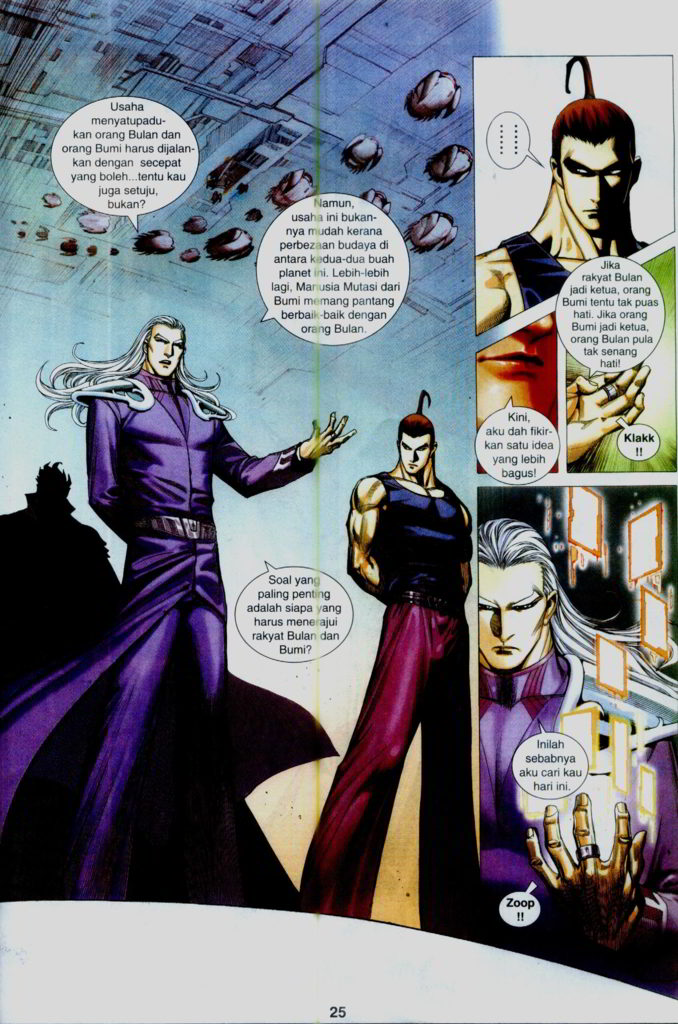 Usaha
menyatupadu-
kan orang Bulan dan
orang Bumi harus dijalan-
kan dengan secepat
yang boleh...tentu kau
juga setuju,
bukan?
Namun,
usaha ini bukan-
nya mudah kerana
perbezaan budaya di
antara kedua-dua buah
planet ini. Lebih-lebih
lagi, Manusia Mutasi dari
Bumi memang pantang
berbaik-baik dengan
orang Bulan.
Soal yang
paling penting
adalah siapa yang
harus menerajui
rakyat Bulan dan
Bumi?
Jika
rakyat Bulan
jadi ketua, orang
Bumi tentu tak puas
hati. Jika orang
Bumi jadi ketua,
orang Bulan pula
tak senang
hati!
Kini,
aku dah fikir-
kan satu idea
yang lebih
bagus!
Klakk
!!
Inilah
sebabnya
aku cari kau
hari ini.
Zoop
!!
25